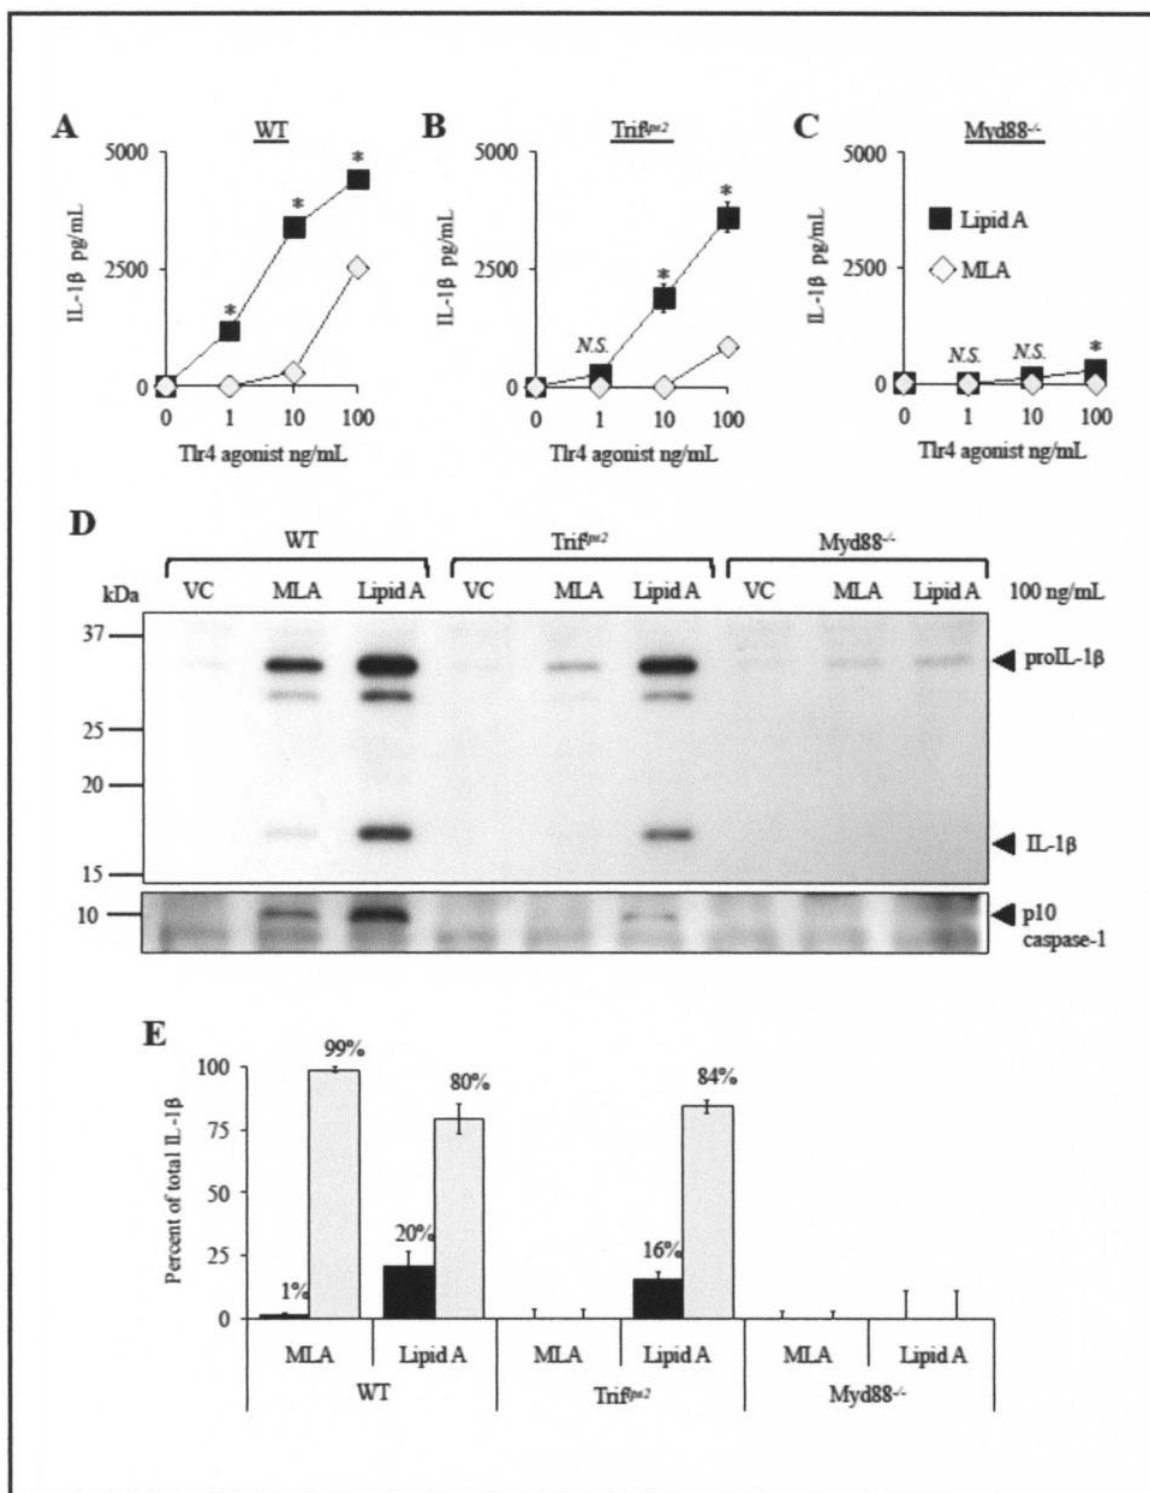 A WT
5000
2500
0
IL-1β pg/mL
* * *
0 1 10 100
Tlr4 agonist ng/mL
B Trif^lps2
5000
2500
0
IL-1β pg/mL
N.S. * *
0 1 10 100
Tlr4 agonist ng/mL
C Myd88-/-
5000
2500
0
IL-1β pg/mL
Lipid A
MLA
N.S. N.S. *
0 1 10 100
Tlr4 agonist ng/mL
D
WT Trif^lps2 Myd88-/-
kDa VC MLA Lipid A VC MLA Lipid A VC MLA Lipid A 100 ng/mL
37
proIL-1β
25
20
IL-1β
15
10
p10
caspase-1
E
Percent of total IL-1β
100
75
50
25
0
1% 99% 20% 80% 16% 84%
MLA Lipid A MLA Lipid A MLA Lipid A
WT Trif^lps2 Myd88-/-